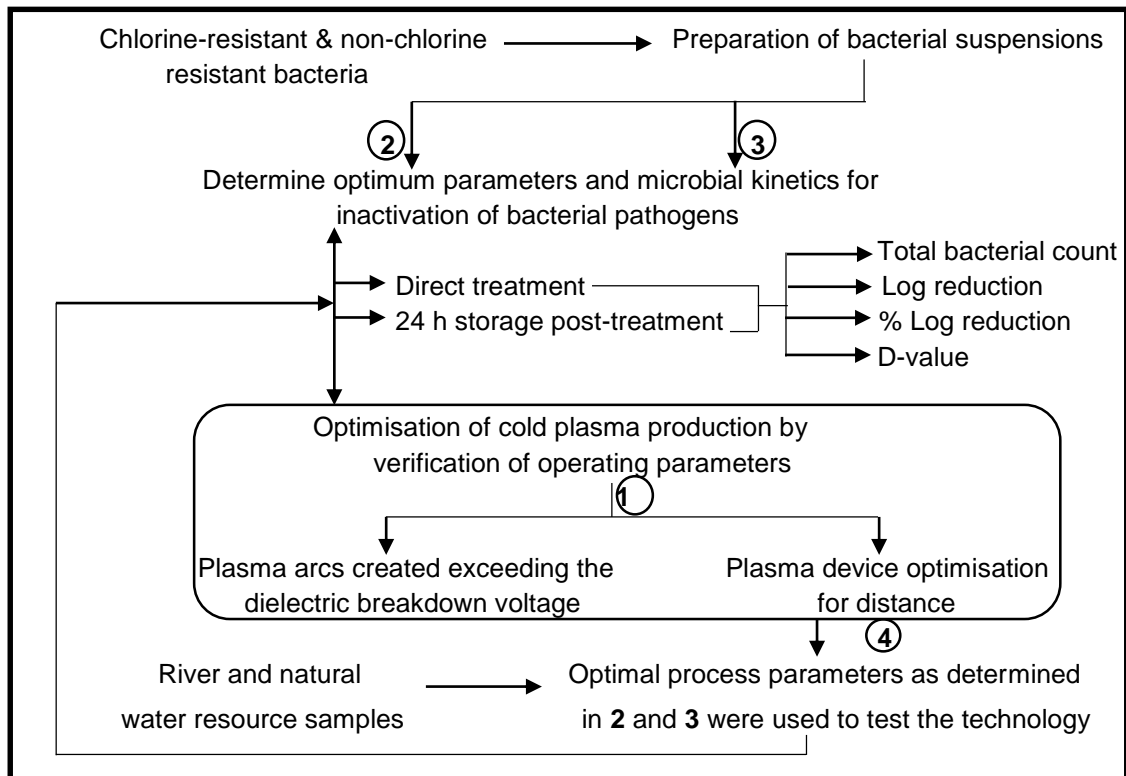 Chlorine-resistant & non-chlorine
resistant bacteria
Preparation of bacterial suspensions
2
3
Determine optimum parameters and microbial kinetics for
inactivation of bacterial pathogens
Direct treatment
24 h storage post-treatment
Total bacterial count
Log reduction
% Log reduction
D-value
Optimisation of cold plasma production by
verification of operating parameters
1
Plasma arcs created exceeding the
dielectric breakdown voltage
Plasma device optimisation
for distance
4
River and natural
water resource samples
Optimal process parameters as determined
in 2 and 3 were used to test the technology